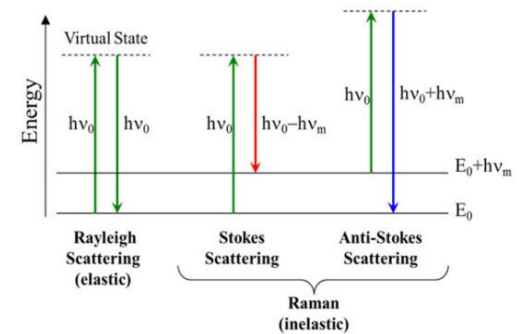 Energy
Virtual State
hν₀
hν₀
hν₀
hν₀–hνₘ
hν₀
hν₀+hνₘ
E₀+hνₘ
E₀
Rayleigh
Scattering
(elastic)
Stokes
Scattering
Anti-Stokes
Scattering
Raman
(inelastic)